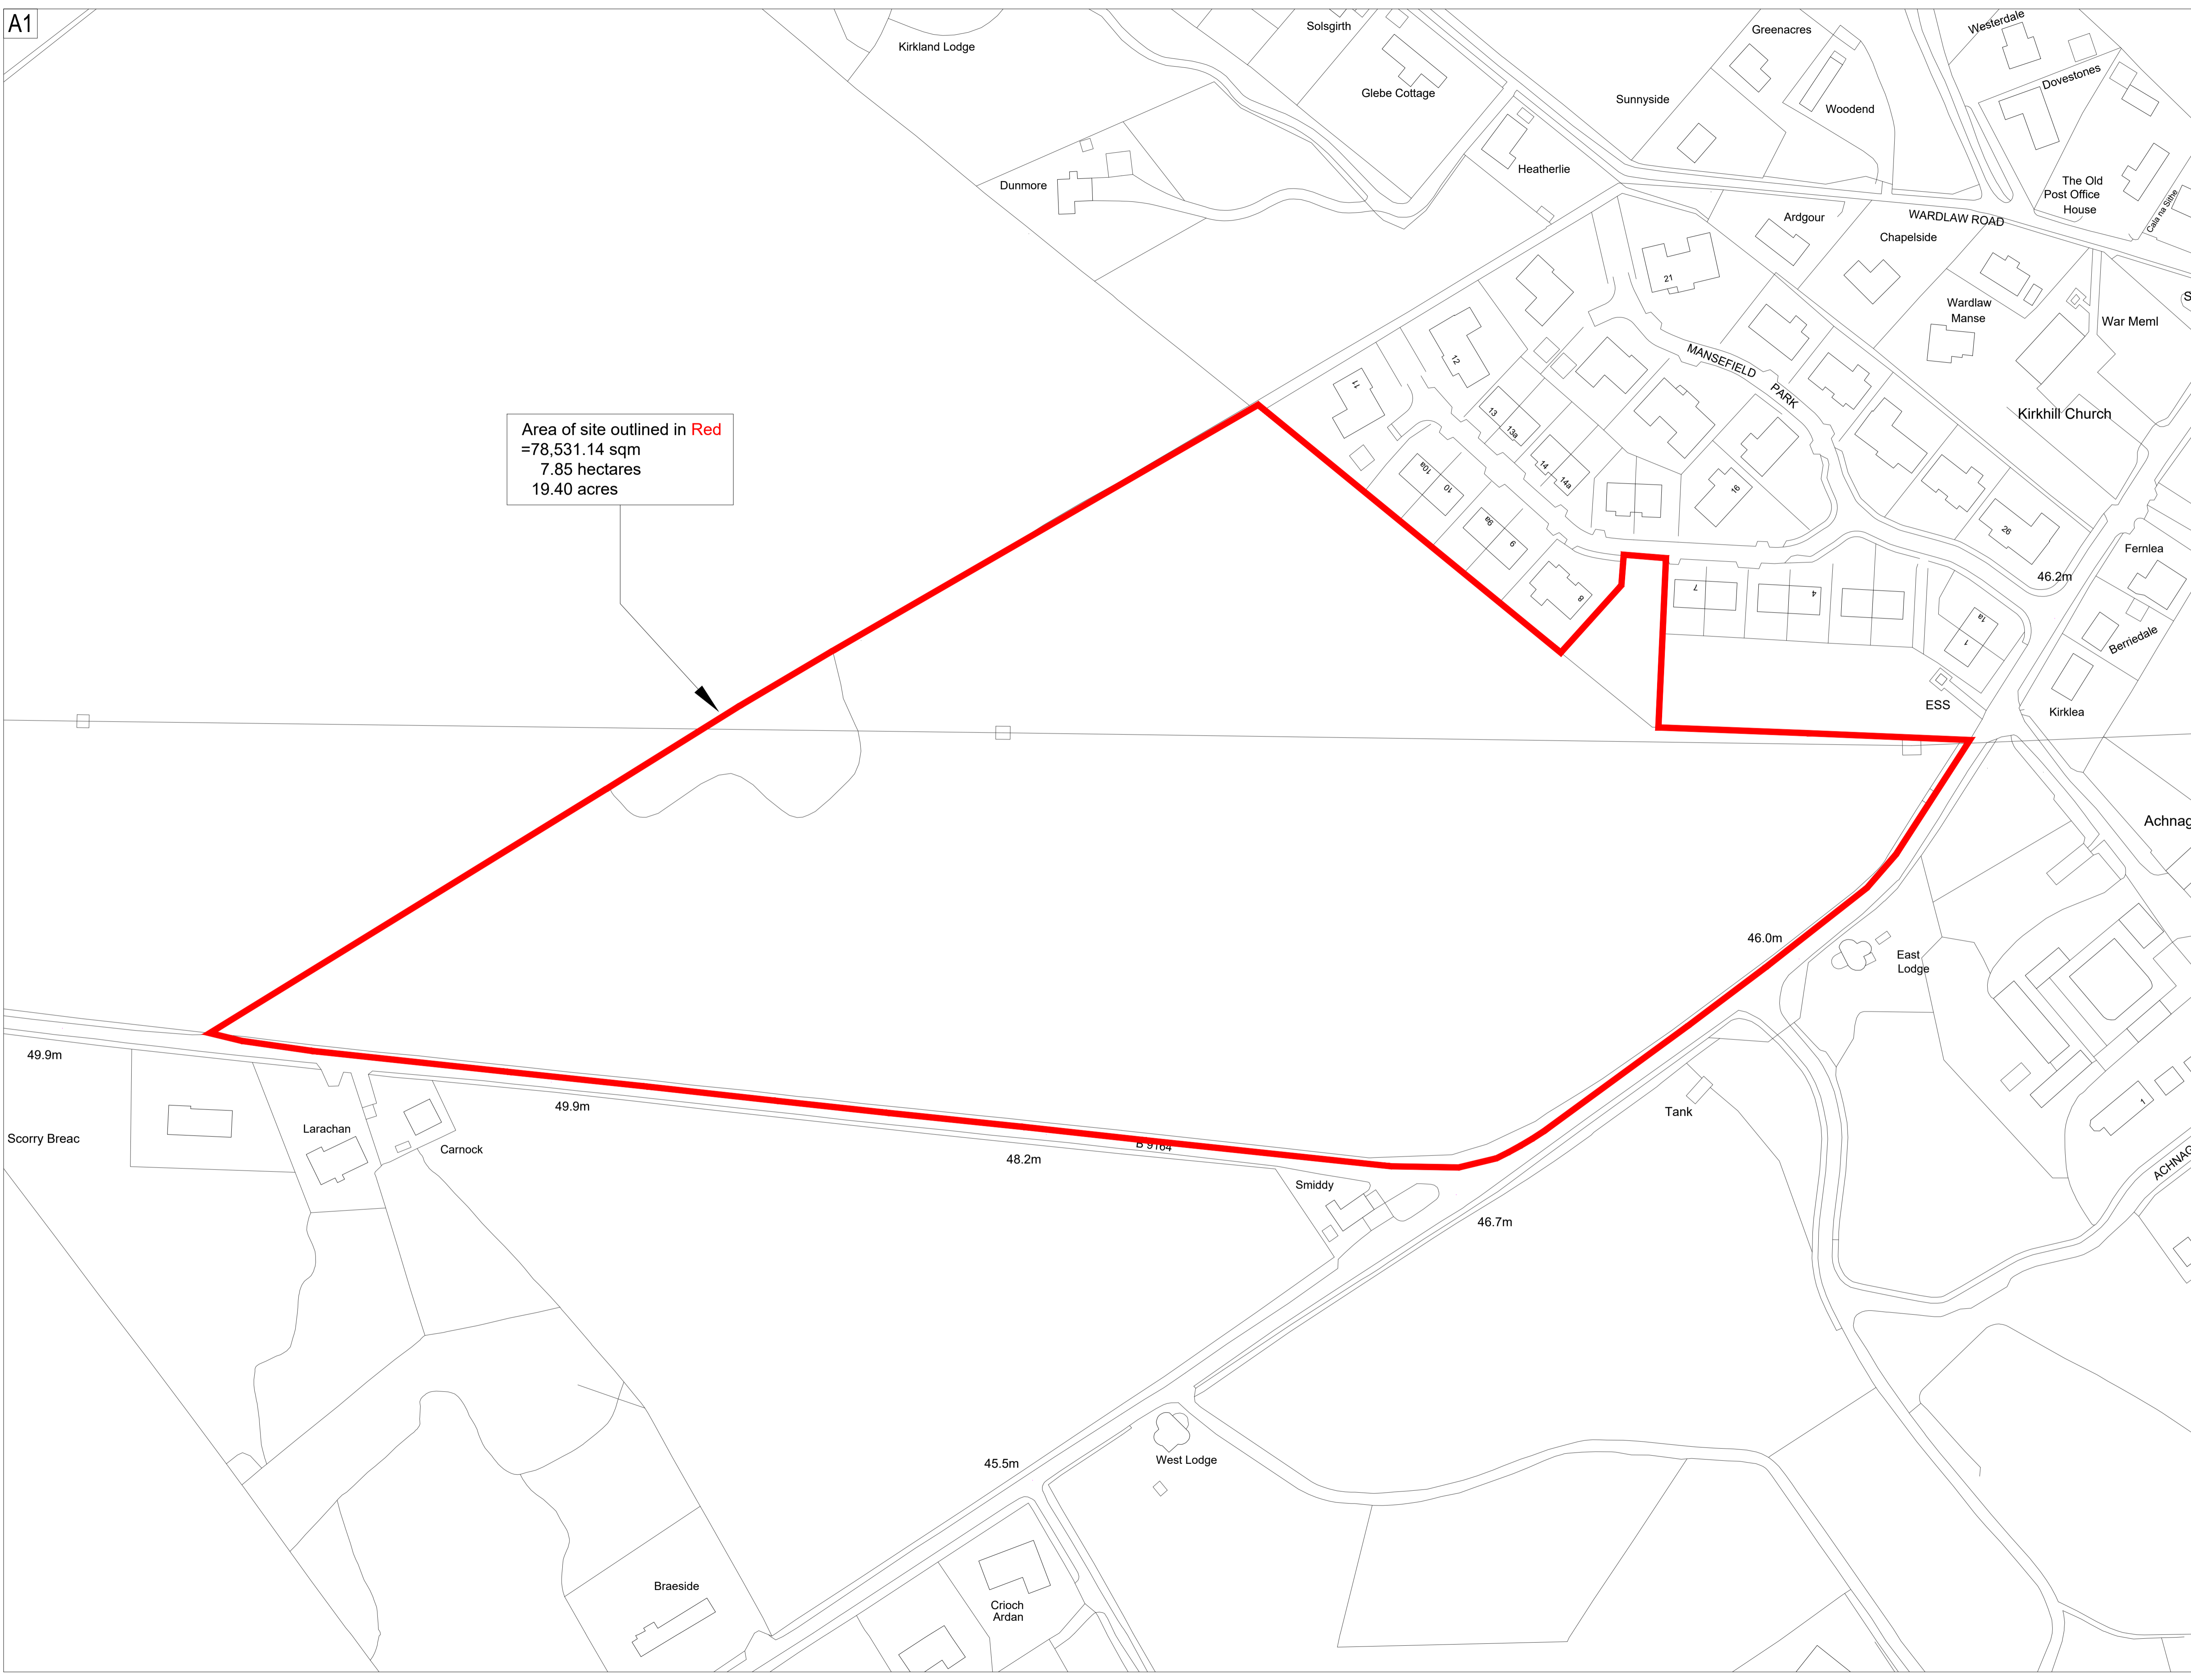 A1
Solsgirth
Kirkland Lodge
Glebe Cottage
Greenacres
Westerdale
Dovestones
Sunnyside
Woodend
Heatherlie
Dunmore
The Old
Post Office
House
Cala na Sithe
WARDLAW ROAD
Ardgour
Chapelside
21
Wardlaw
Manse
War Meml
S
12
11
MANSEFIELD
PARK
13
13a
Kirkhill Church
Area of site outlined in Red
=78,531.14 sqm
7.85 hectares
19.40 acres
10a
10
14
14a
16
9a
9
26
Fernlea
46.2m
8
7
4
1a
1
Berriedale
ESS
Kirklea
Achnag
46.0m
East
Lodge
49.9m
49.9m
Tank
1
Scorry Breac
Larachan
Carnock
B 9164
48.2m
ACHNAG
Smiddy
46.7m
45.5m
West Lodge
Braeside
Crioch
Ardan